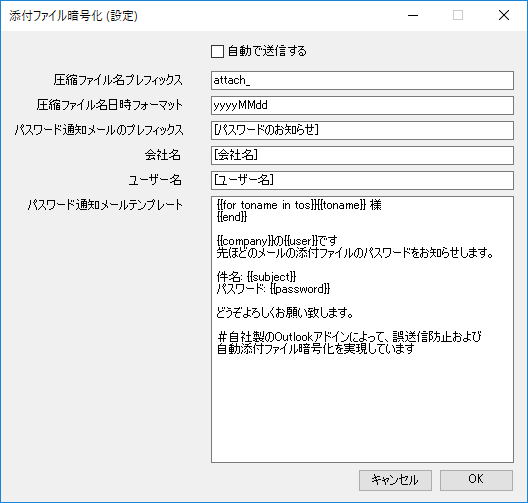 添付ファイル暗号化 (設定)
自動で送信する
圧縮ファイル名プレフィックス
attach_
圧縮ファイル名日時フォーマット
yyyyMMdd
パスワード通知メールのプレフィックス
[パスワードのお知らせ]
会社名
[会社名]
ユーザー名
[ユーザー名]
パスワード通知メールテンプレート
{{for toname in tos}}{{toname}} 様
{{end}}
{{company}}の{{user}}です
先ほどのメールの添付ファイルのパスワードをお知らせします。
件名: {{subject}}
パスワード: {{password}}
どうぞよろしくお願い致します。
＃自社製のOutlookアドインによって、誤送信防止および
自動添付ファイル暗号化を実現しています
キャンセル
OK